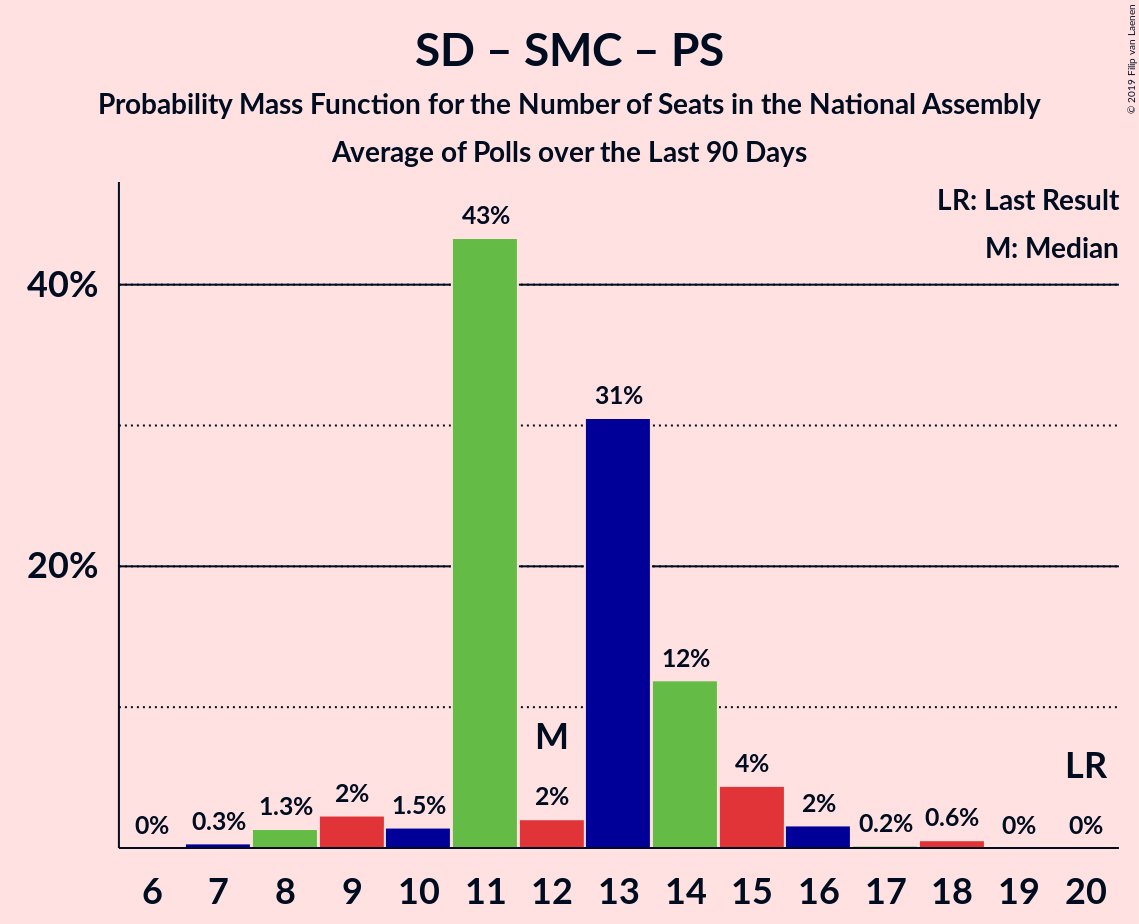 SD – SMC – PS
Probability Mass Function for the Number of Seats in the National Assembly
Average of Polls over the Last 90 Days
© 2019 Filip van Laenen
LR: Last Result
M: Median
40%
20%
0% 0.3% 1.3% 2% 1.5% 43% 2% 31% 12% 4% 2% 0.2% 0.6% 0% 0%
M
LR
6 7 8 9 10 11 12 13 14 15 16 17 18 19 20